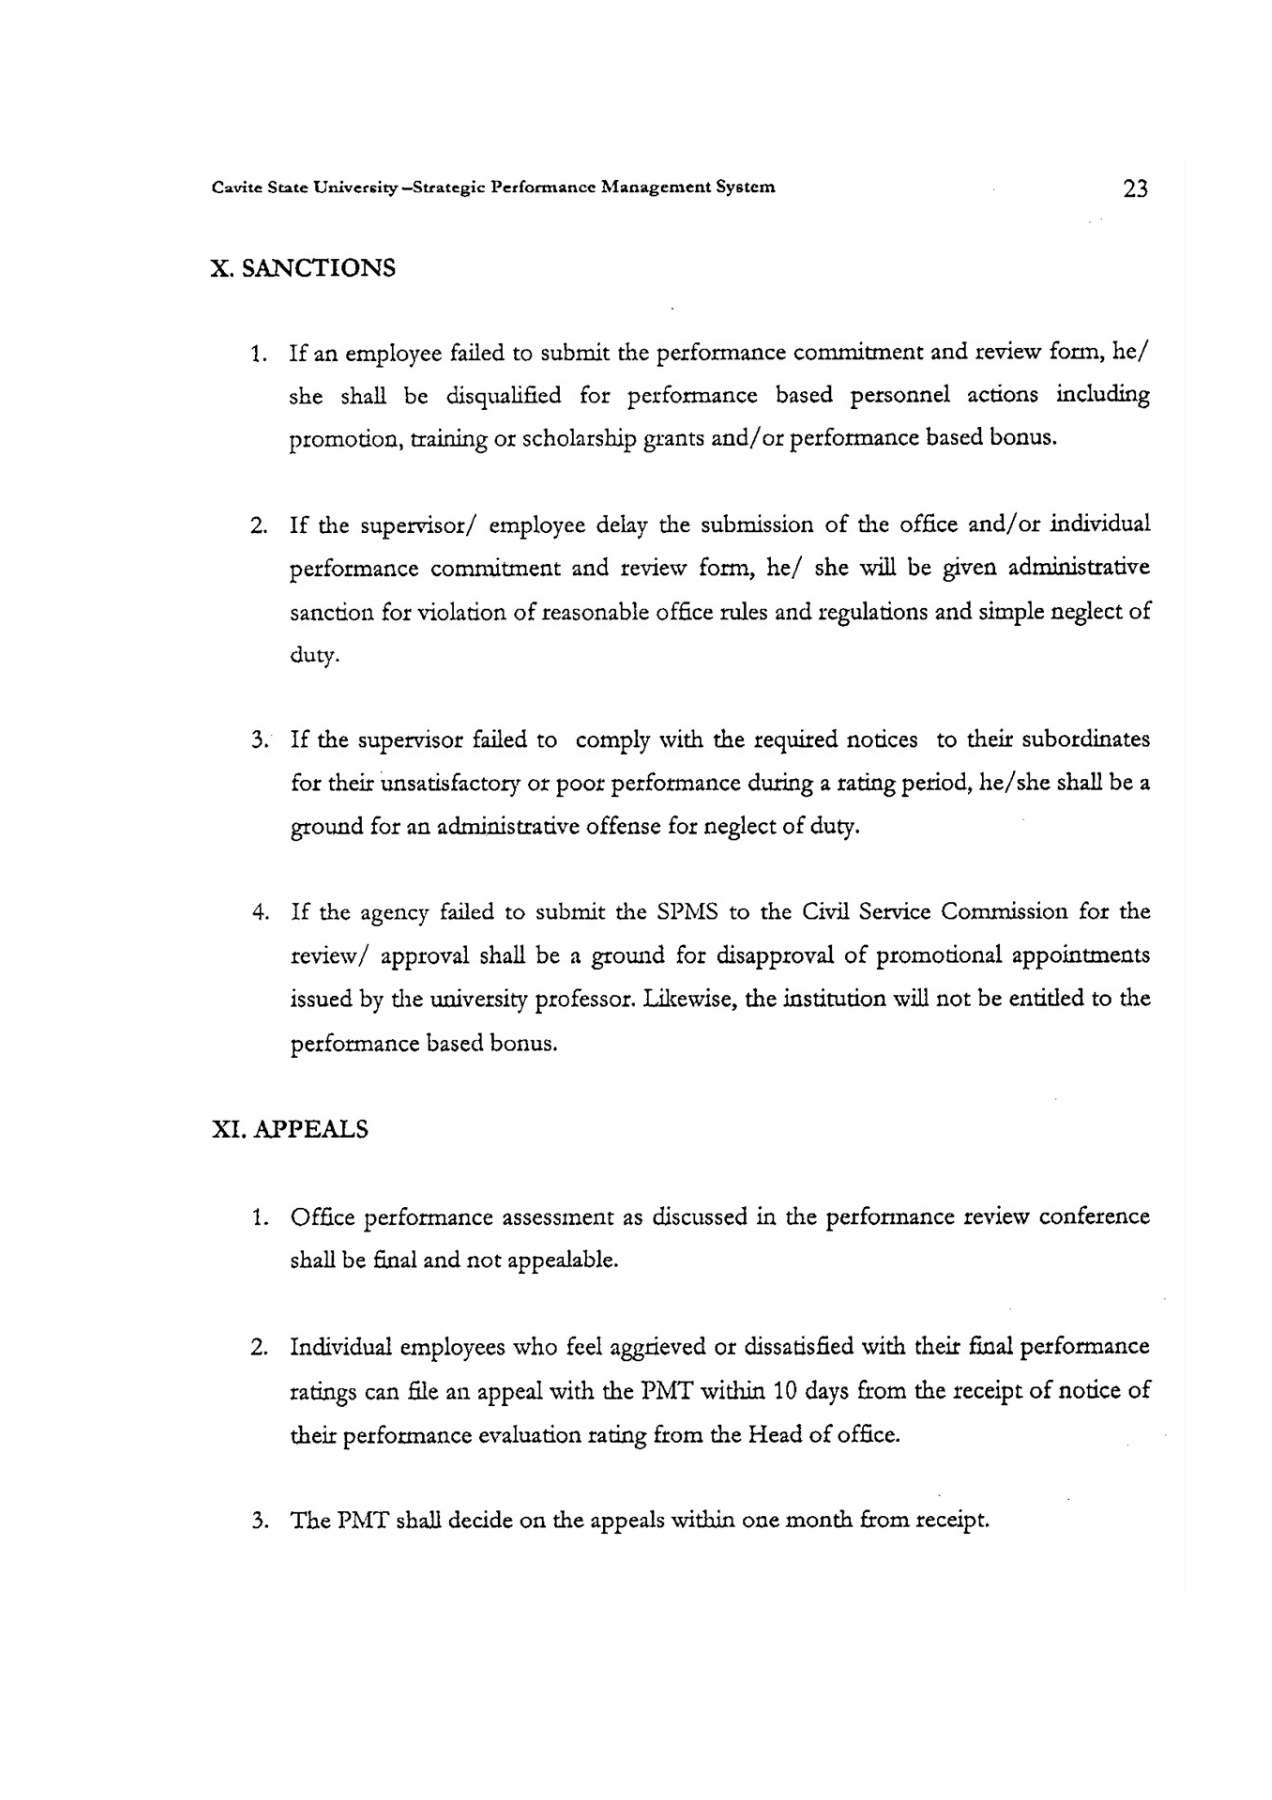 Cavite State University –Strategic Performance Management System 23
X. SANCTIONS
1. If an employee failed to submit the performance commitment and review form, he/
she shall be disqualified for performance based personnel actions including
promotion, training or scholarship grants and/or performance based bonus.
2. If the supervisor/ employee delay the submission of the office and/or individual
performance commitment and review form, he/ she will be given administrative
sanction for violation of reasonable office rules and regulations and simple neglect of
duty.
3. If the supervisor failed to comply with the required notices to their subordinates
for their unsatisfactory or poor performance during a rating period, he/she shall be a
ground for an administrative offense for neglect of duty.
4. If the agency failed to submit the SPMS to the Civil Service Commission for the
review/ approval shall be a ground for disapproval of promotional appointments
issued by the university professor. Likewise, the institution will not be entitled to the
performance based bonus.
XI. APPEALS
1. Office performance assessment as discussed in the performance review conference
shall be final and not appealable.
2. Individual employees who feel aggrieved or dissatisfied with their final performance
ratings can file an appeal with the PMT within 10 days from the receipt of notice of
their performance evaluation rating from the Head of office.
3. The PMT shall decide on the appeals within one month from receipt.